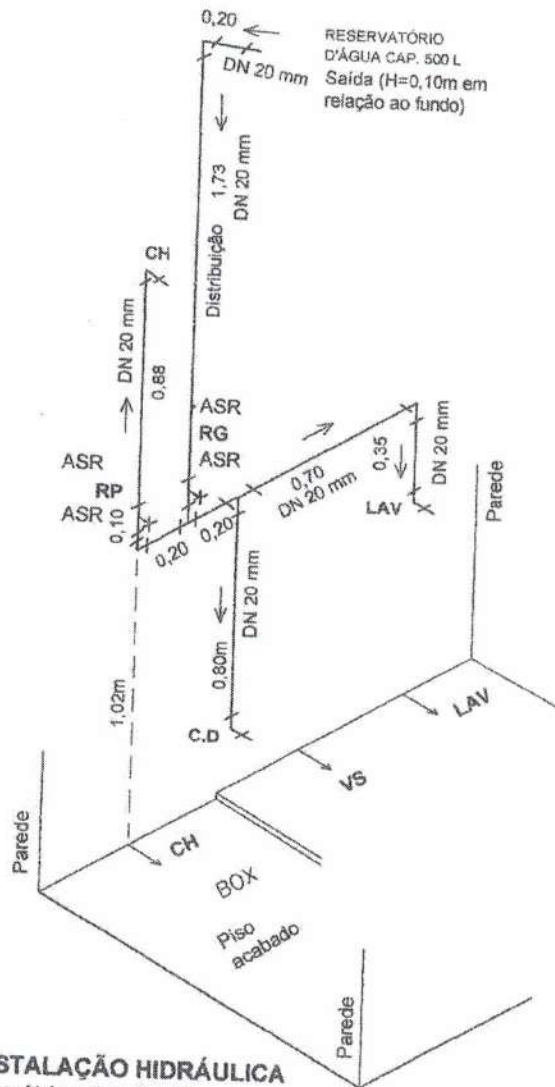 0,20
RESERVATÓRIO
D'ÁGUA CAP. 500 L
DN 20 mm
Saída (H=0,10m em
relação ao fundo)
Distribuição 1,73
DN 20 mm
CH
DN 20 mm
0,88
ASR
RG
ASR
ASR
RP
ASR
0,10
0,20
0,20
0,70
DN 20 mm
0,35
DN 20 mm
LAV
Parede
0,80m
DN 20 mm
C.D
1,02m
LAV
VS
CH
BOX
Piso
acabado
Parede
Parede
STALAÇÃO HIDRÁULICA